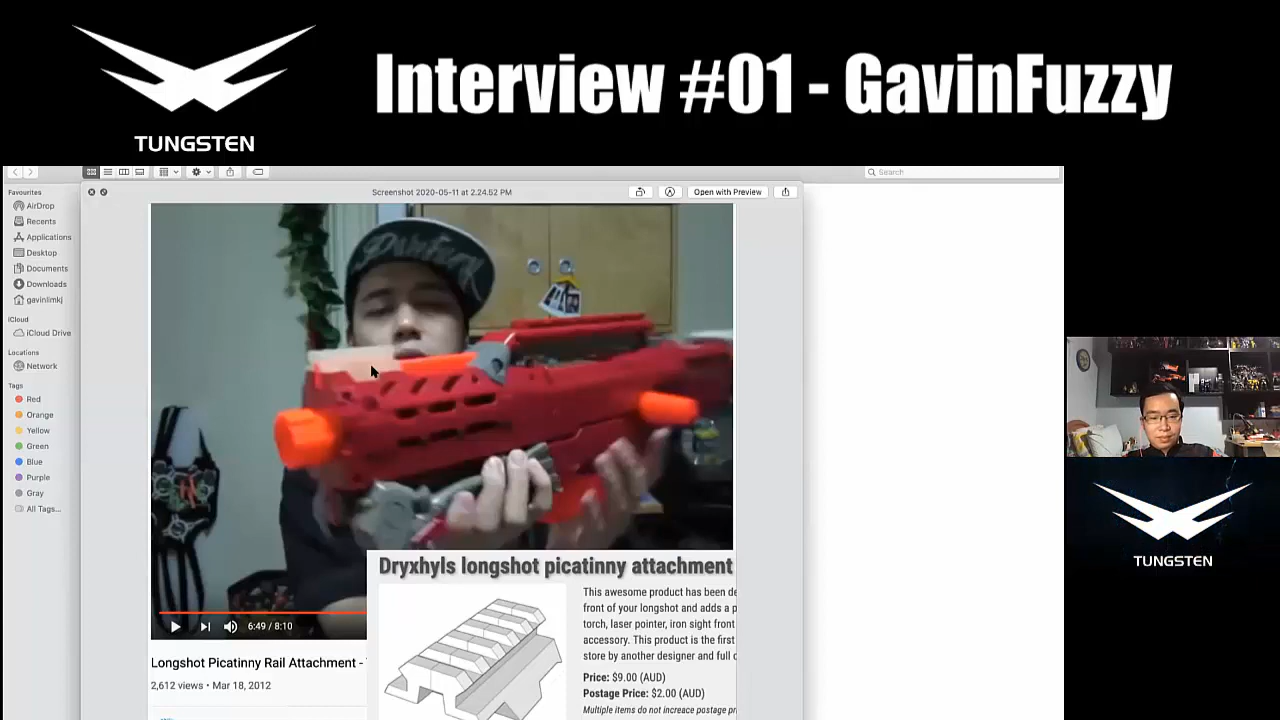 Interview #01 - GavinFuzzy
TUNGSTEN
Search
Favourites
AirDrop
Recents
Applications
Desktop
Documents
Downloads
gavinlimkj
iCloud
iCloud Drive
Locations
Network
Tags
Red
Orange
Yellow
Green
Blue
Purple
Gray
All Tags...
Screenshot 2020-05-11 at 2.24.52 PM
Open with Preview
6:49 / 8:10
Longshot Picatinny Rail Attachment -
2,612 views • Mar 18, 2012
Dryxhyls longshot picatinny attachment
This awesome product has been de
front of your longshot and adds a p
torch, laser pointer, iron sight front
accessory. This product is the first
store by another designer and full c
Price: $9.00 (AUD)
Postage Price: $2.00 (AUD)
Multiple items do not increace postage pr
TUNGSTEN